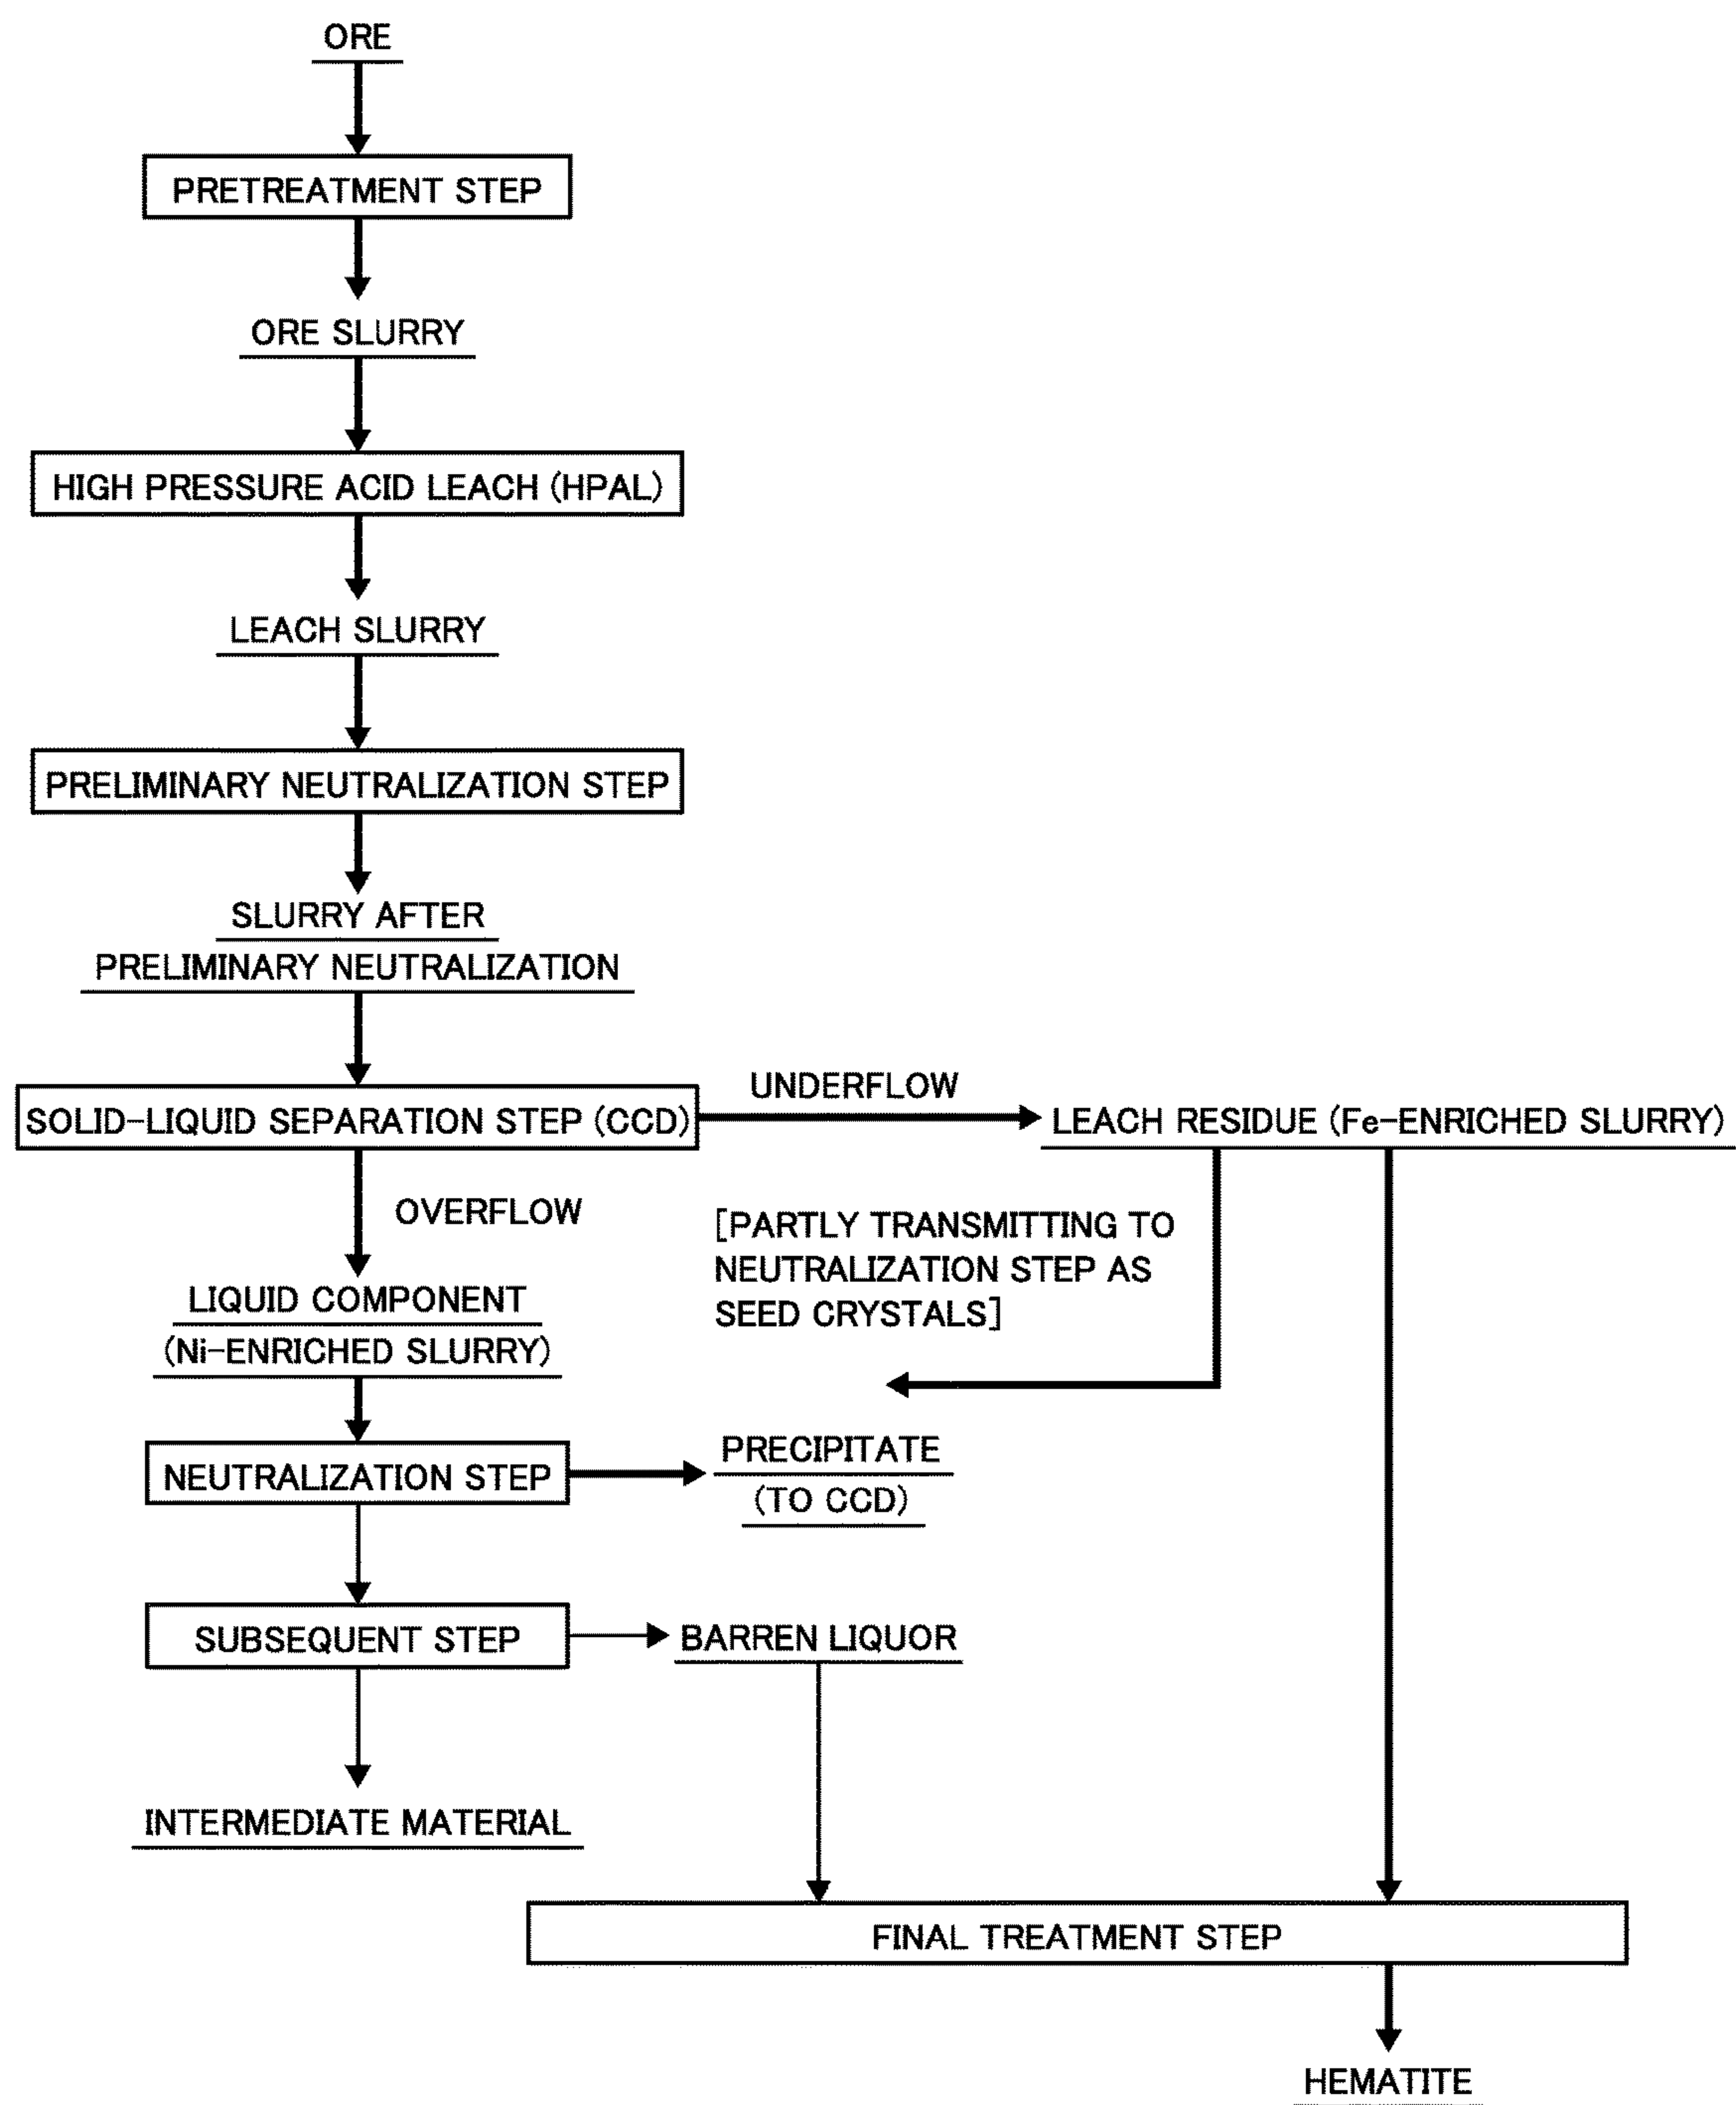 ORE
PRETREATMENT STEP
ORE SLURRY
HIGH PRESSURE ACID LEACH (HPAL)
LEACH SLURRY
PRELIMINARY NEUTRALIZATION STEP
SLURRY AFTER
PRELIMINARY NEUTRALIZATION
SOLID-LIQUID SEPARATION STEP (CCD)
UNDERFLOW
LEACH RESIDUE (Fe-ENRICHED SLURRY)
OVERFLOW
[PARTLY TRANSMITTING TO
NEUTRALIZATION STEP AS
SEED CRYSTALS]
LIQUID COMPONENT
(Ni-ENRICHED SLURRY)
NEUTRALIZATION STEP
PRECIPITATE
(TO CCD)
SUBSEQUENT STEP
BARREN LIQUOR
INTERMEDIATE MATERIAL
FINAL TREATMENT STEP
HEMATITE